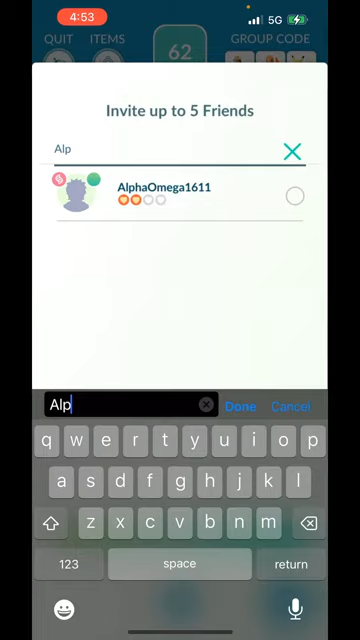 4:53
5G
QUIT
ITEMS
62
GROUP CODE
Invite up to 5 Friends
Alp
AlphaOmega1611
Alp
Done
Cancel
q w e r t y u i o p
a s d f g h j k l
z x c v b n m
123
space
return